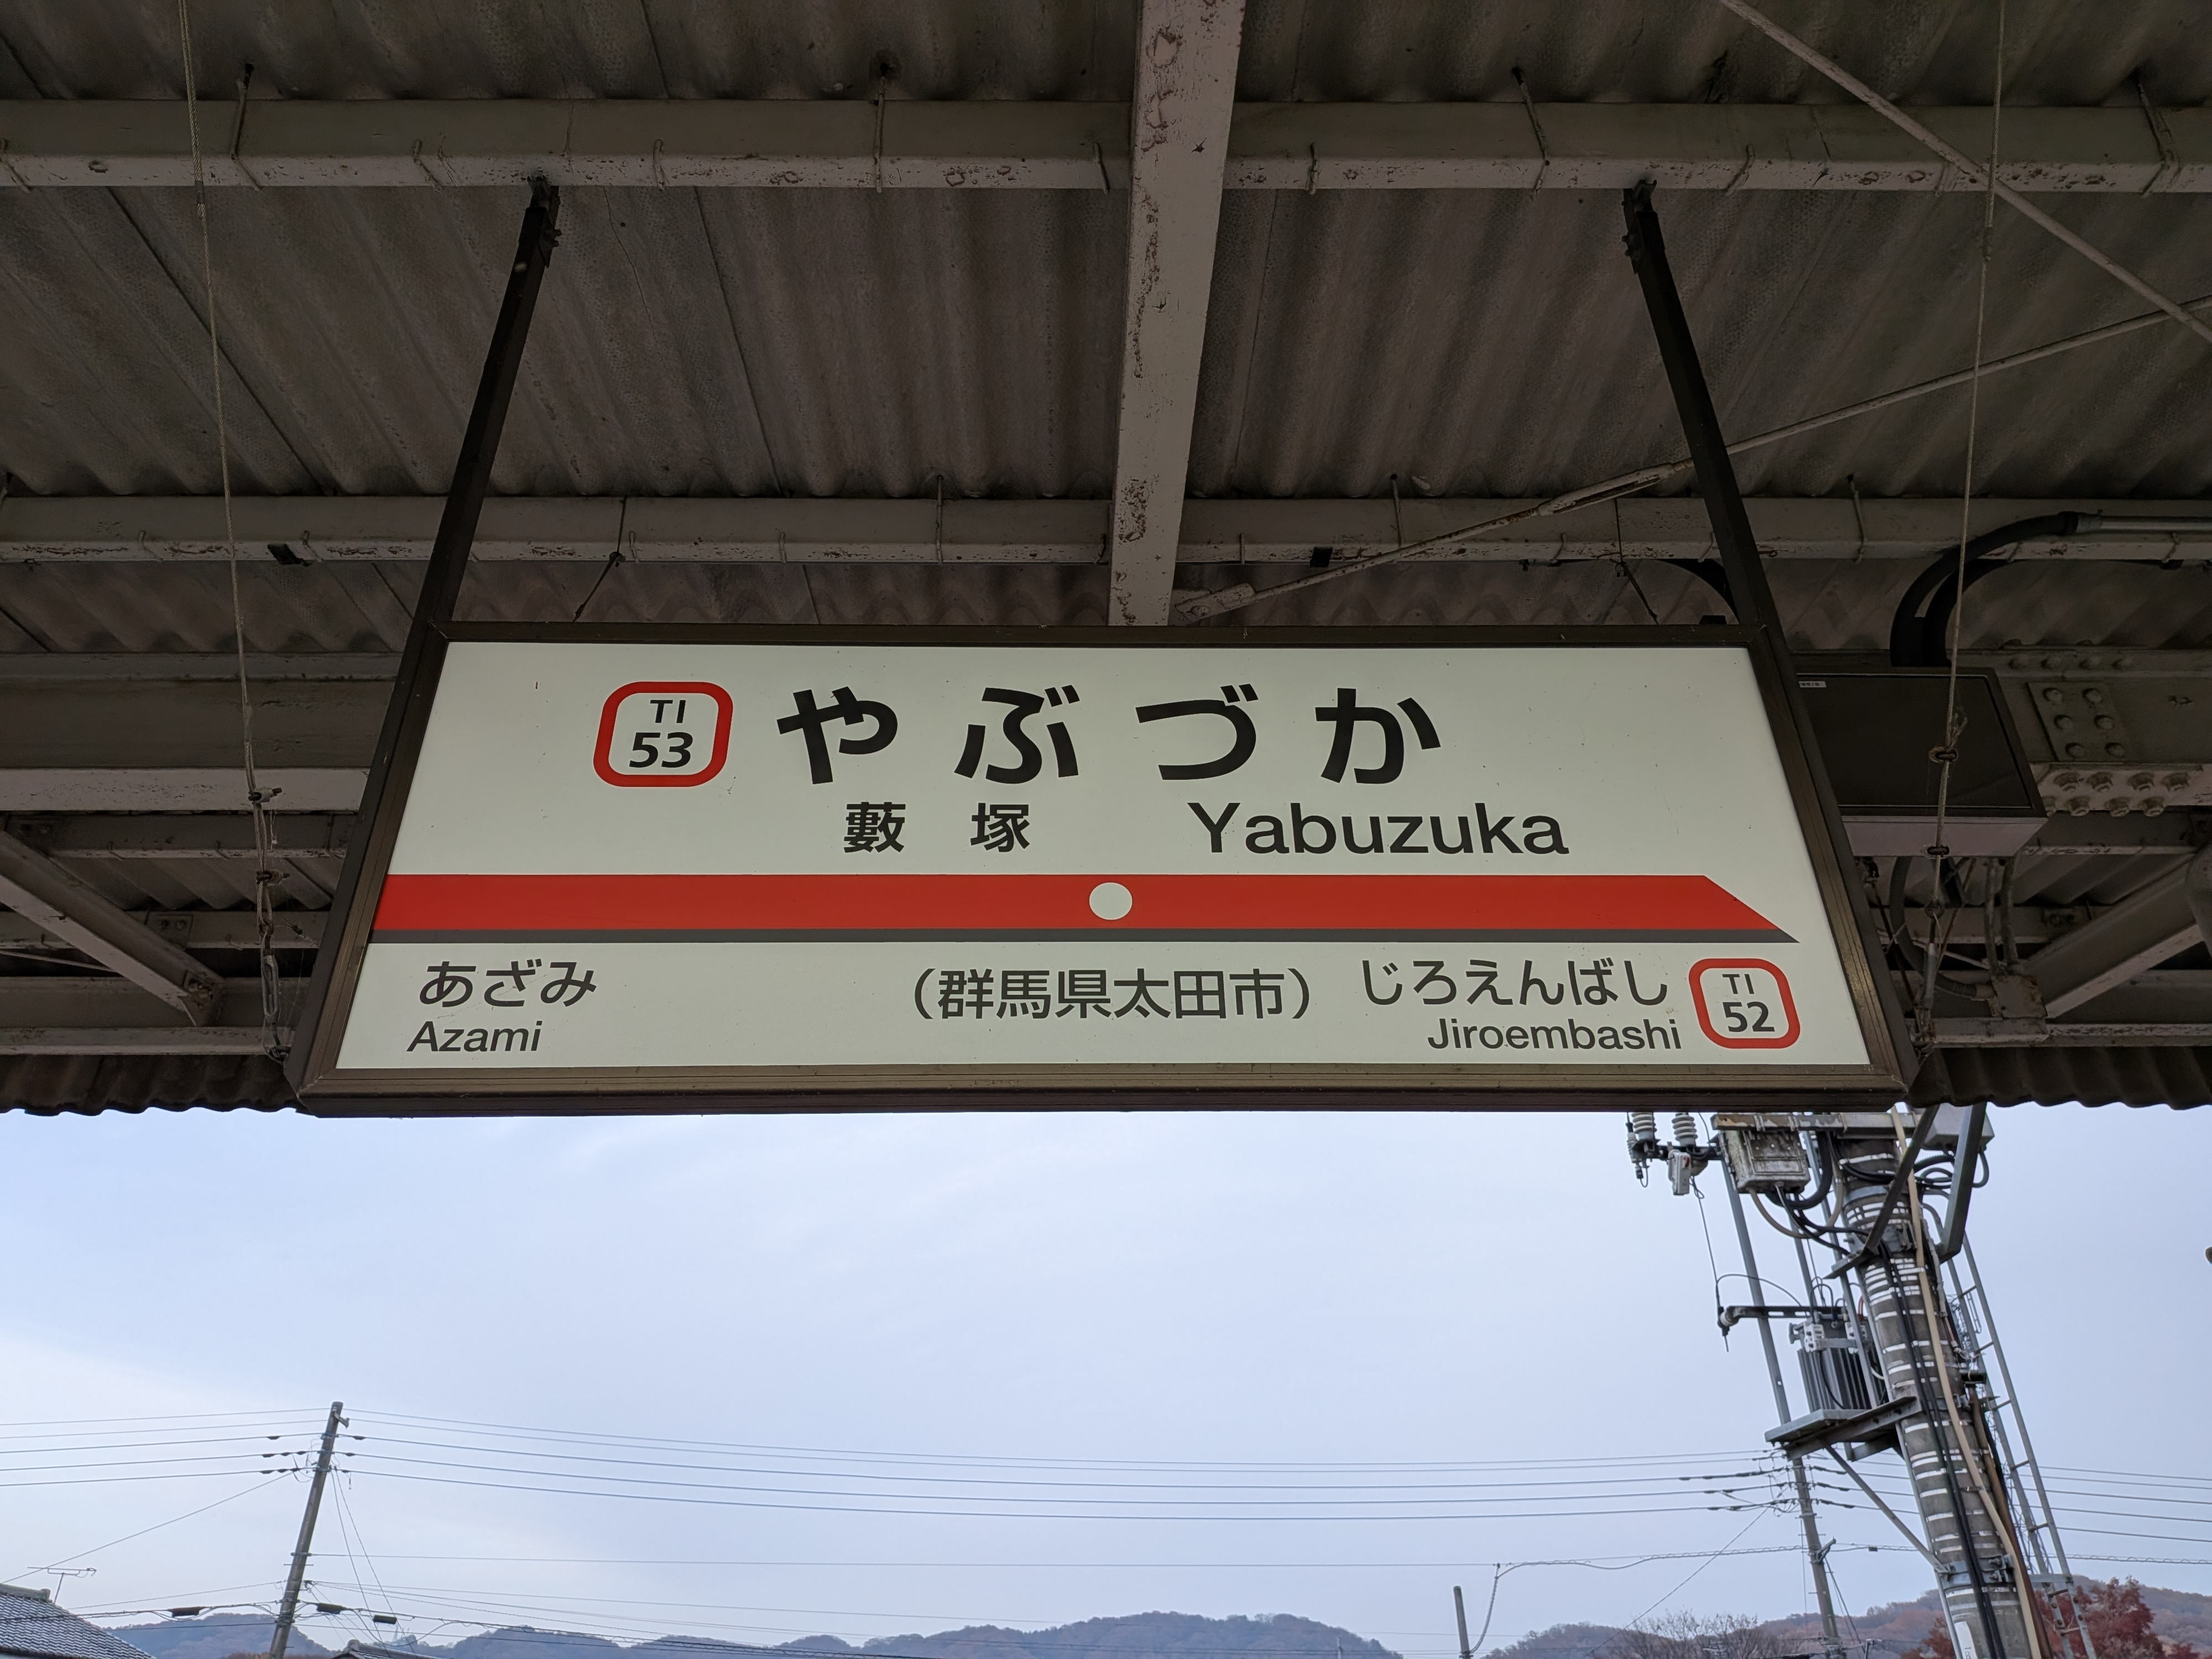 TI
53
やぶづか
藪塚 Yabuzuka
あざみ
Azami
(群馬県太田市)
じろえんばし
Jiroembashi
TI
52